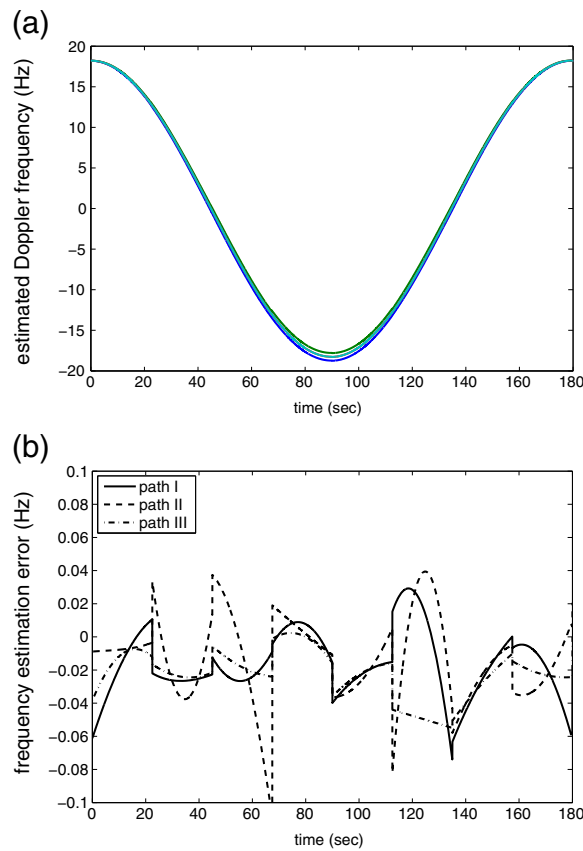 (a)
estimated Doppler frequency (Hz)
20
15
10
5
0
−5
−10
−15
−20
0 20 40 60 80 100 120 140 160 180
time (sec)
(b)
frequency estimation error (Hz)
0.1
0.08
0.06
0.04
0.02
0
−0.02
−0.04
−0.06
−0.08
−0.1
path I
path II
path III
0 20 40 60 80 100 120 140 160 180
time (sec)